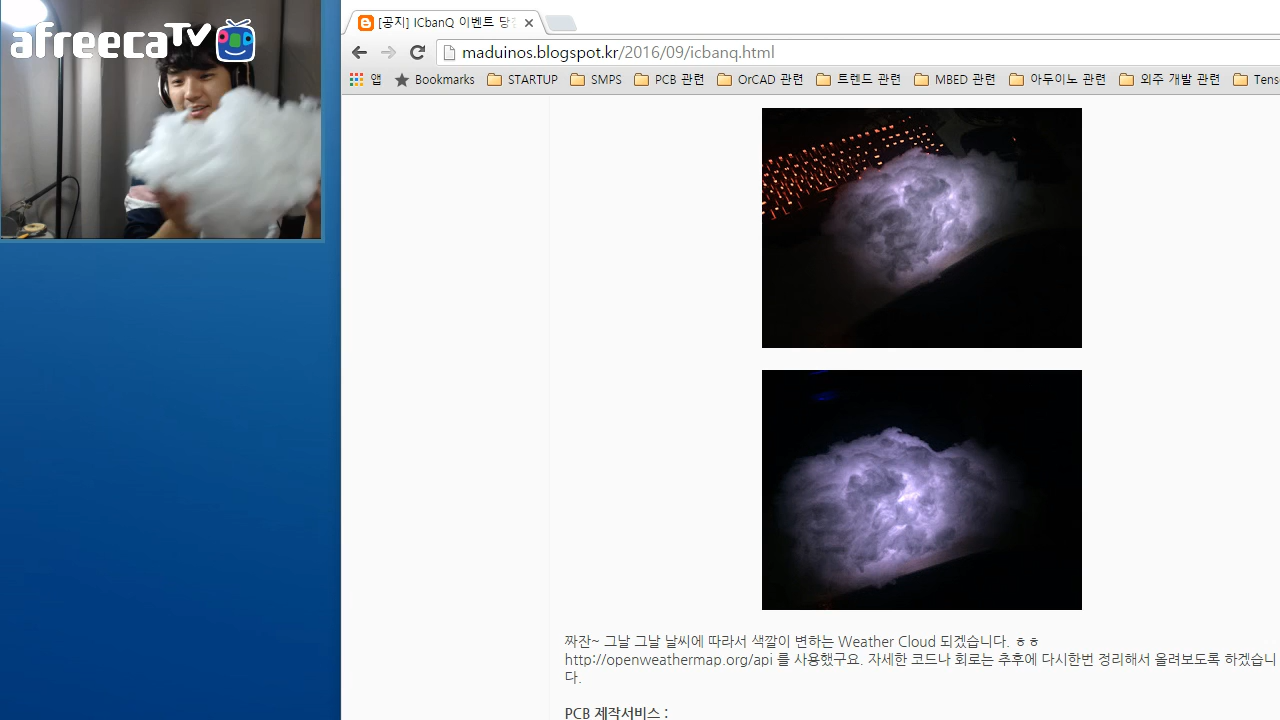 afreecaTV
[공지] ICbanQ 이벤트 당
maduinos.blogspot.kr/2016/09/icbanq.html
앱 Bookmarks STARTUP SMPS PCB 관련 OrCAD 관련 트렌드 관련 MBED 관련 아두이노 관련 외주 개발 관련 Tens
짜잔~ 그날 그날 날씨에 따라서 색깔이 변하는 Weather Cloud 되겠습니다. ㅎㅎ
http://openweathermap.org/api 를 사용했구요. 자세한 코드나 회로는 추후에 다시한번 정리해서 올려보도록 하겠습니
다.
PCB 제작서비스 :